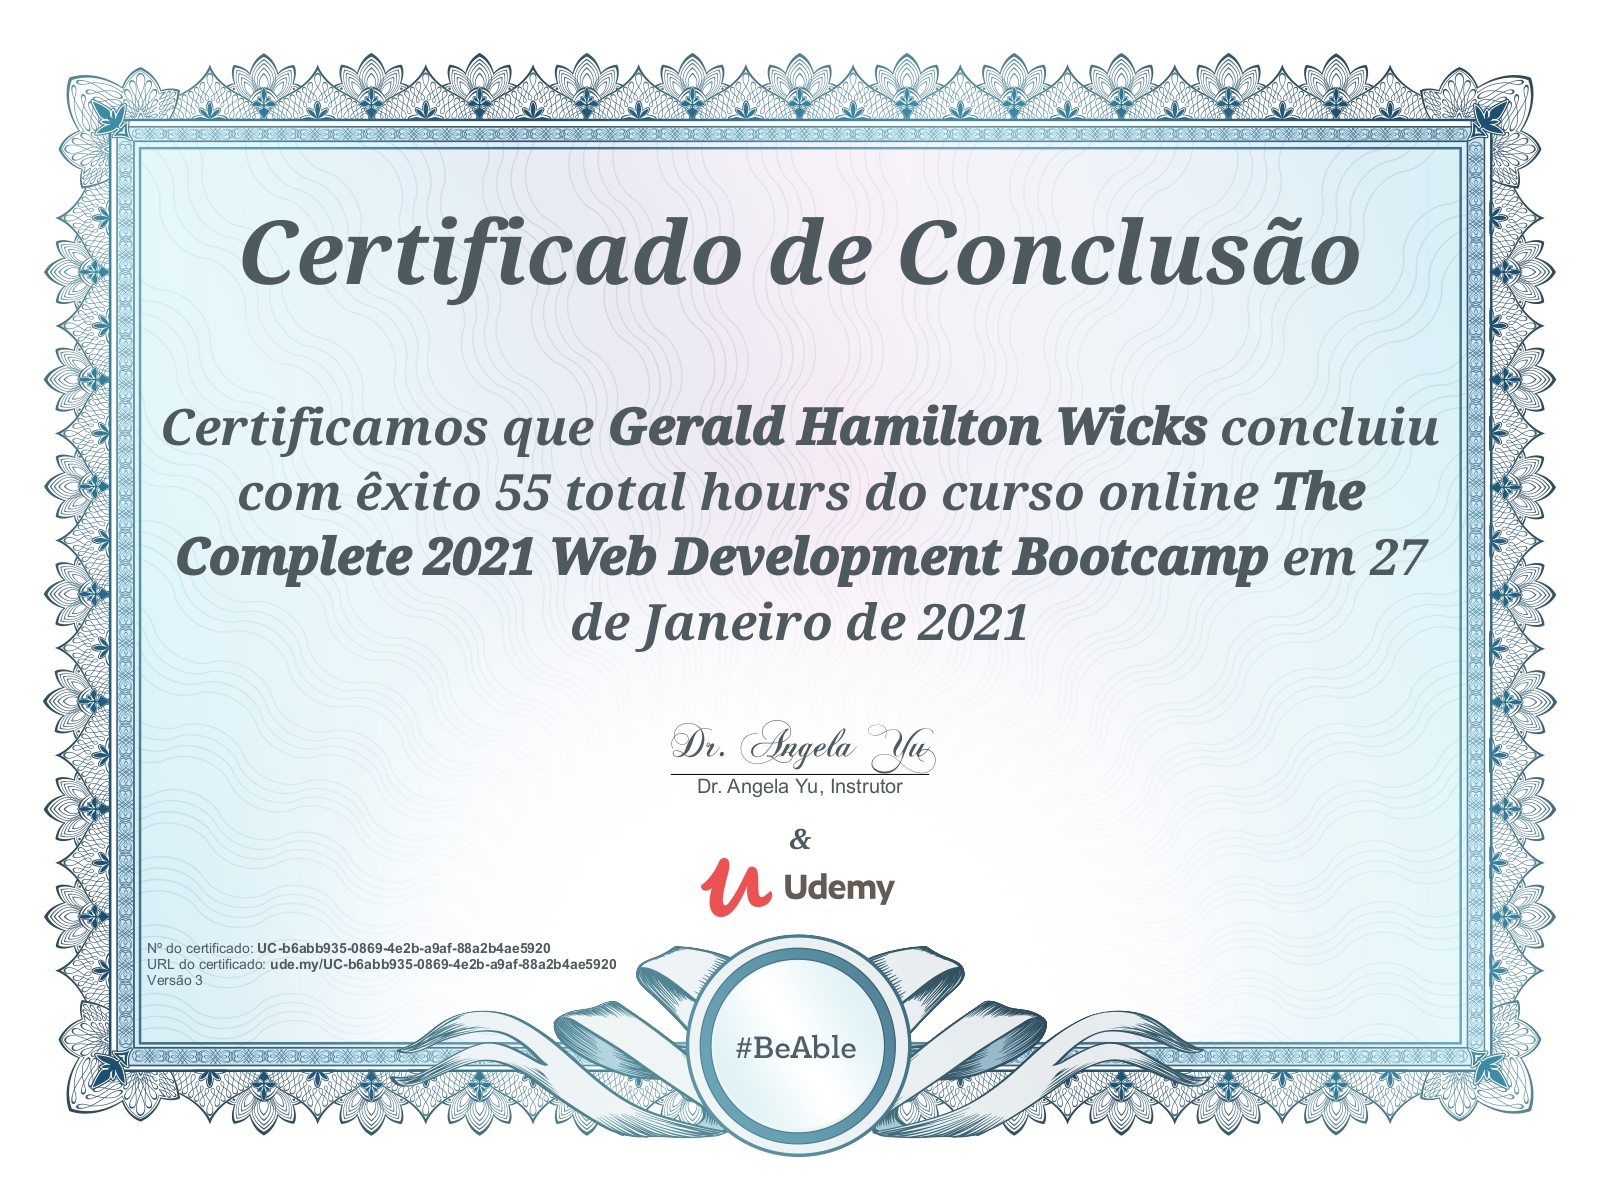 Certificado de Conclusão
Certificamos que Gerald Hamilton Wicks concluiu
com êxito 55 total hours do curso online The
Complete 2021 Web Development Bootcamp em 27
de Janeiro de 2021
Dr. Angela Yu
Dr. Angela Yu, Instrutor
&
Udemy
Nº do certificado: UC-b6abb935-0869-4e2b-a9af-88a2b4ae5920
URL do certificado: ude.my/UC-b6abb935-0869-4e2b-a9af-88a2b4ae5920
Versão 3
#BeAble